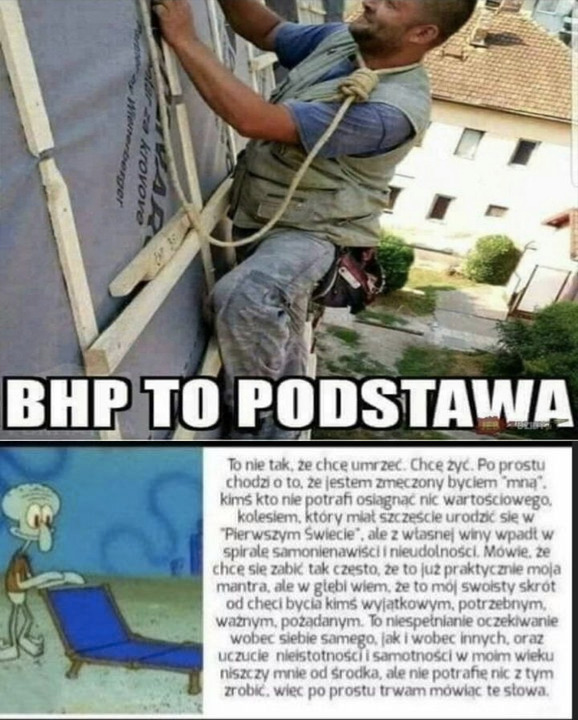 za krovove
Wienerberger
BHP TO PODSTAWA
To nie tak, że chcę umrzeć. Chcę żyć. Po prostu
chodzi o to, że jestem zmęczony byciem "mną",
kimś kto nie potrafi osiągnąć nic wartościowego,
kolesiem, który miał szczęście urodzić się w
"Pierwszym Świecie", ale z własnej winy wpadł w
spiralę samonienawiści i nieudolności. Mówię, że
chcę się zabić tak często, że to już praktycznie moja
mantra, ale w głębi wiem, że to mój swoisty skrót
od chęci bycia kimś wyjątkowym, potrzebnym,
ważnym, pożądanym. To niespełnianie oczekiwanie
wobec siebie samego, jak i wobec innych, oraz
uczucie nieistotności i samotności w moim wieku
niszczy mnie od środka, ale nie potrafię nic z tym
zrobić, więc po prostu trwam mówiąc te słowa.